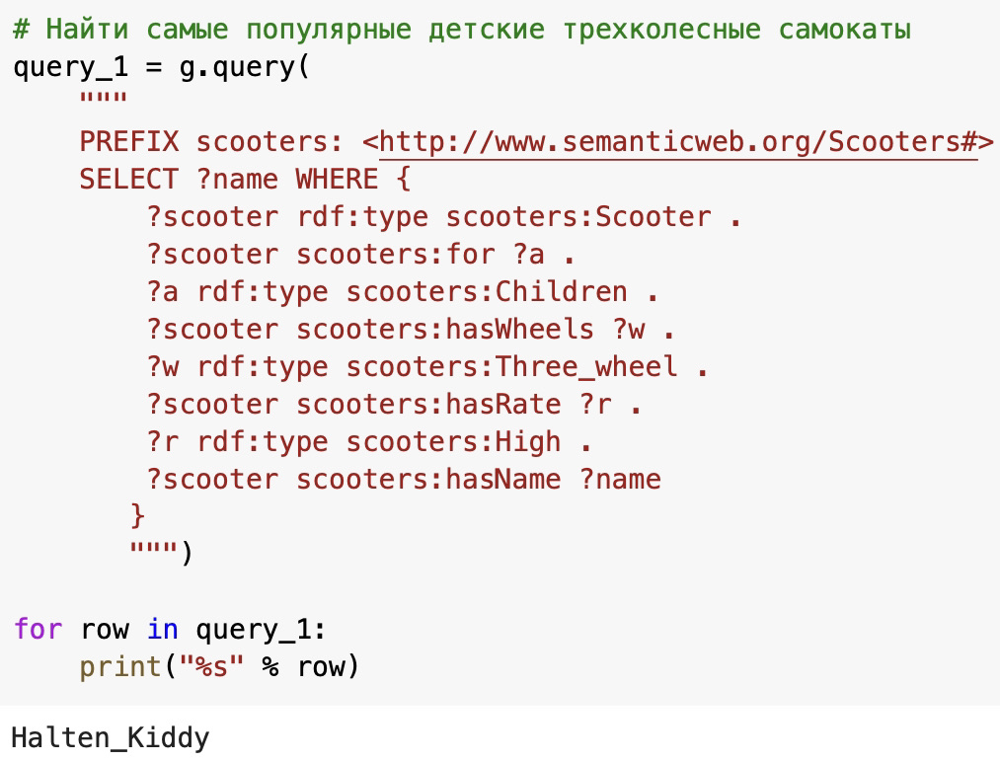 # Найти самые популярные детские трехколесные самокаты
query_1 = g.query(
    """
    PREFIX scooters: <http://www.semanticweb.org/Scooters#>
    SELECT ?name WHERE {
        ?scooter rdf:type scooters:Scooter .
        ?scooter scooters:for ?a .
        ?a rdf:type scooters:Children .
        ?scooter scooters:hasWheels ?w .
        ?w rdf:type scooters:Three_wheel .
        ?scooter scooters:hasRate ?r .
        ?r rdf:type scooters:High .
        ?scooter scooters:hasName ?name
       }
       """)
for row in query_1:
    print("%s" % row)
Halten_Kiddy